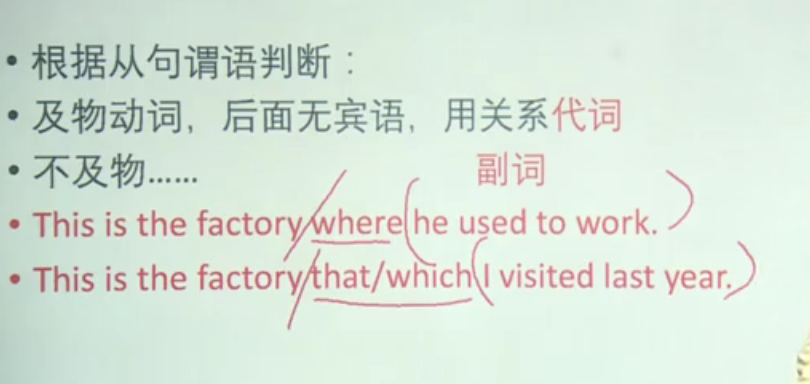 • 根据从句谓语判断：
• 及物动词，后面无宾语，用关系代词
• 不及物…… 副词
• This is the factory where he used to work.
• This is the factory that/which I visited last year.